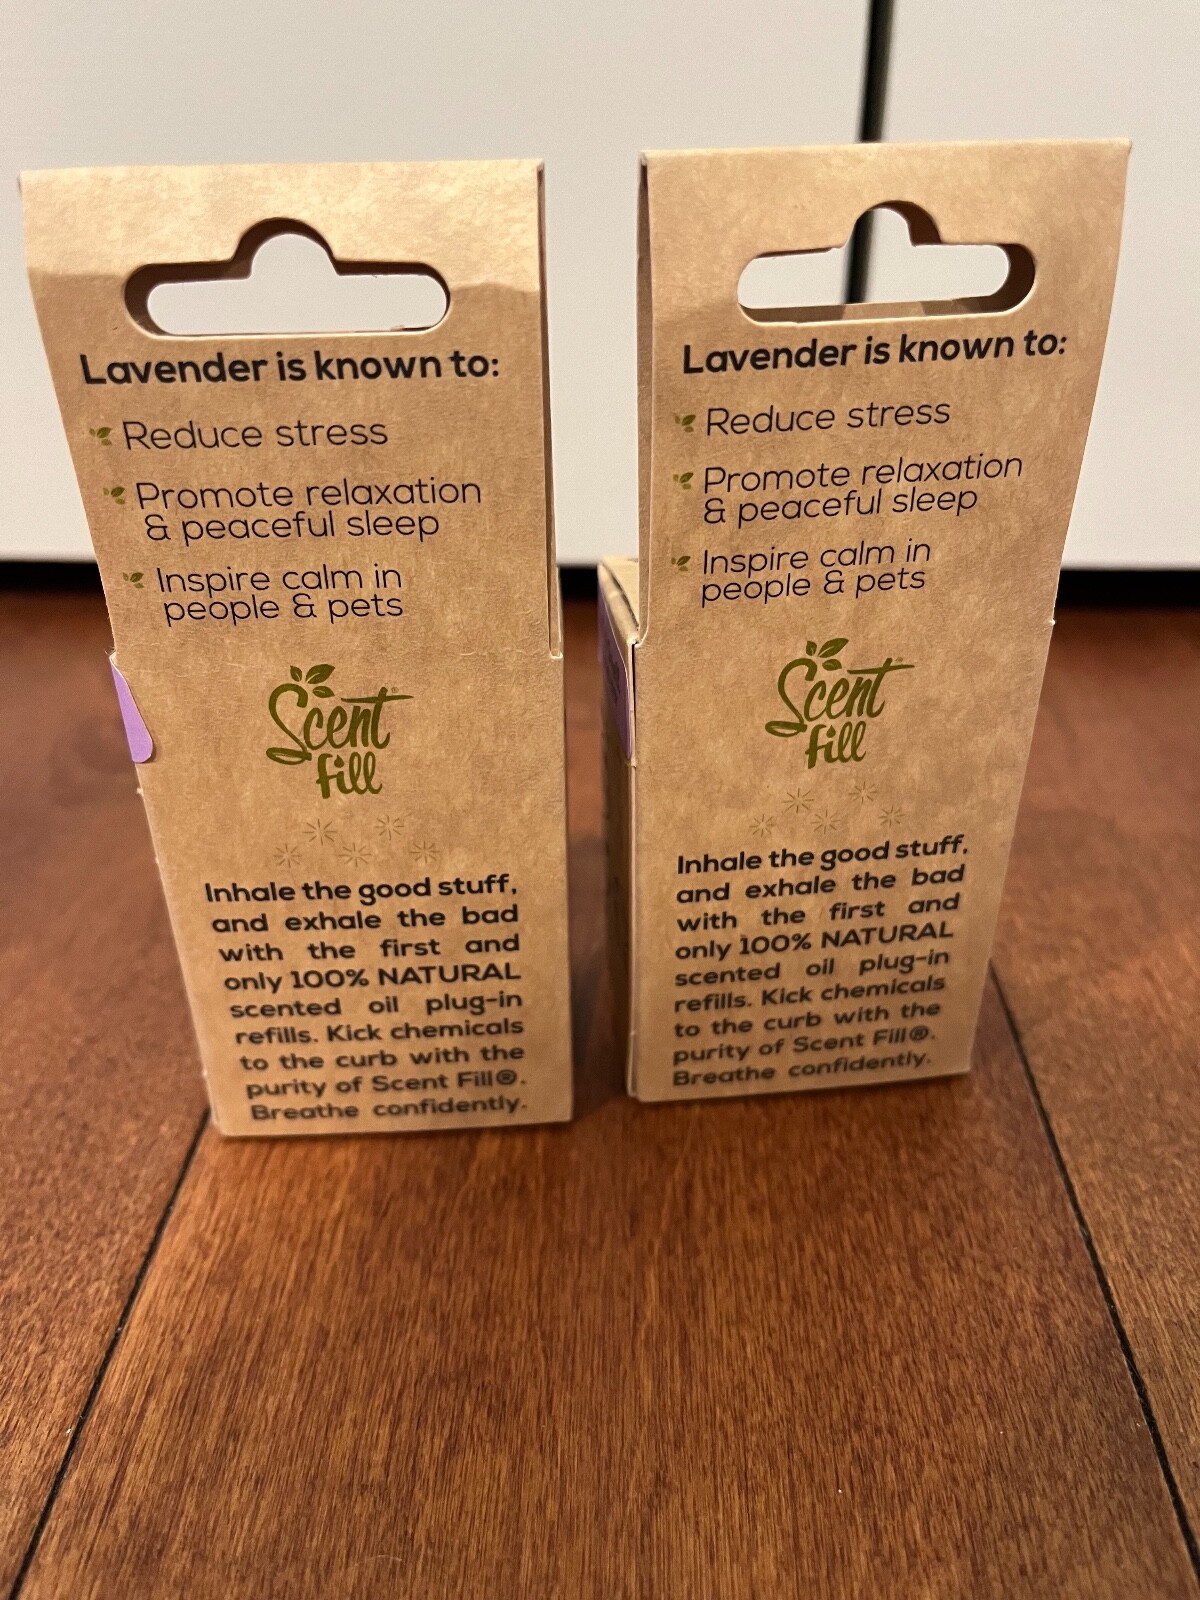 Lavender is known to:
Reduce stress
Promote relaxation
& peaceful sleep
Inspire calm in
people & pets
Scent®
fill
Inhale the good stuff,
and exhale the bad
with the first and
only 100% NATURAL
scented oil plug-in
refills. Kick chemicals
to the curb with the
purity of Scent Fill®.
Breathe confidently.
Lavender is known to:
Reduce stress
Promote relaxation
& peaceful sleep
Inspire calm in
people & pets
Scent
fill
Inhale the good stuff,
and exhale the bad
with the first and
only 100% NATURAL
scented oil plug-in
refills. Kick chemicals
to the curb with the
purity of Scent Fill®.
Breathe confidently.